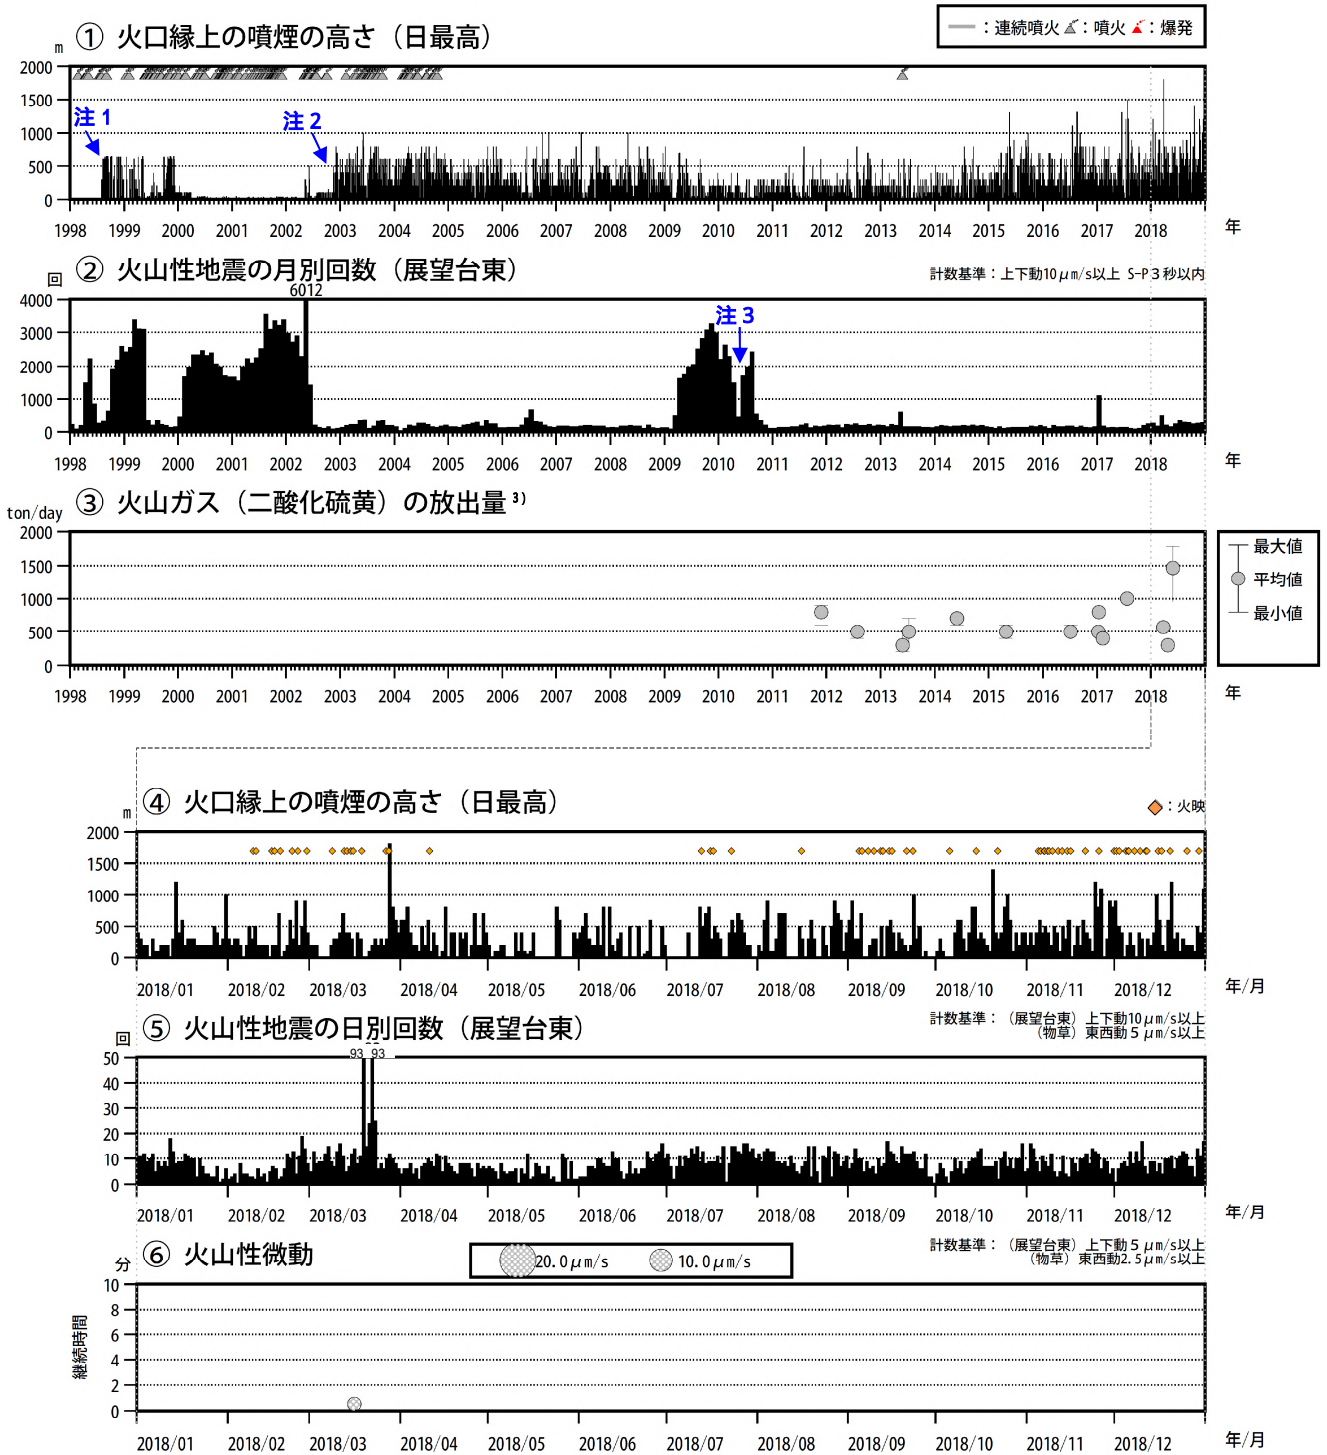 ① 火口縁上の噴煙の高さ（日最高）
━：連続噴火 ：噴火 ：爆発
m
2000
1500
1000
500
0
注1
注2
1998 1999 2000 2001 2002 2003 2004 2005 2006 2007 2008 2009 2010 2011 2012 2013 2014 2015 2016 2017 2018 年
② 火山性地震の月別回数（展望台東）
計数基準：上下動10μm/s以上 S-P3秒以内
回
6012
4000
3000
2000
1000
0
注3
1998 1999 2000 2001 2002 2003 2004 2005 2006 2007 2008 2009 2010 2011 2012 2013 2014 2015 2016 2017 2018 年
③ 火山ガス（二酸化硫黄）の放出量3)
ton/day
2000
1500
1000
500
0
最大値
平均値
最小値
1998 1999 2000 2001 2002 2003 2004 2005 2006 2007 2008 2009 2010 2011 2012 2013 2014 2015 2016 2017 2018 年
④ 火口縁上の噴煙の高さ（日最高）
：火映
m
2000
1500
1000
500
0
2018/01 2018/02 2018/03 2018/04 2018/05 2018/06 2018/07 2018/08 2018/09 2018/10 2018/11 2018/12 年/月
⑤ 火山性地震の日別回数（展望台東）
計数基準：（展望台東）上下動10μm/s以上
（物草）東西動5μm/s以上
回
93 93
50
40
30
20
10
0
2018/01 2018/02 2018/03 2018/04 2018/05 2018/06 2018/07 2018/08 2018/09 2018/10 2018/11 2018/12 年/月
⑥ 火山性微動
20.0μm/s 10.0μm/s
計数基準：（展望台東）上下動5μm/s以上
（物草）東西動2.5μm/s以上
分
継続時間
10
8
6
4
2
0
2018/01 2018/02 2018/03 2018/04 2018/05 2018/06 2018/07 2018/08 2018/09 2018/10 2018/11 2018/12 年/月